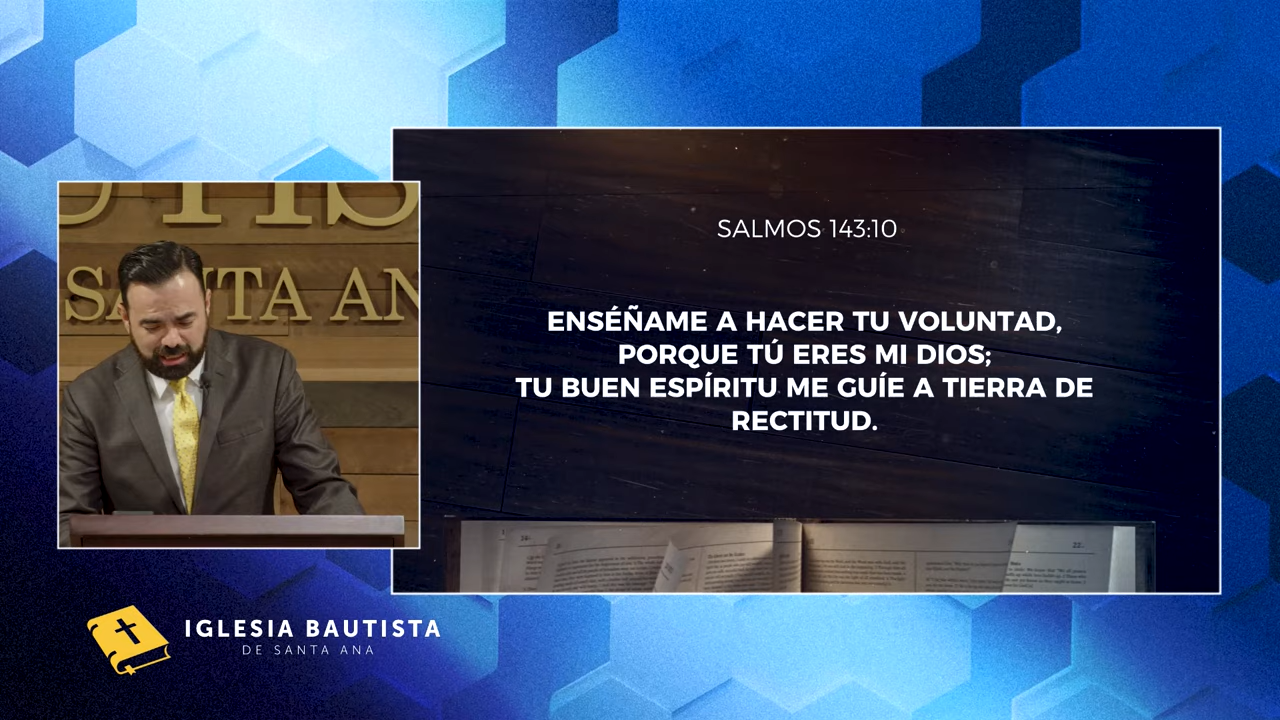 SANTA AN
SALMOS 143:10
ENSÉÑAME A HACER TU VOLUNTAD,
PORQUE TÚ ERES MI DIOS;
TU BUEN ESPÍRITU ME GUÍE A TIERRA DE
RECTITUD.
IGLESIA BAUTISTA
DE SANTA ANA